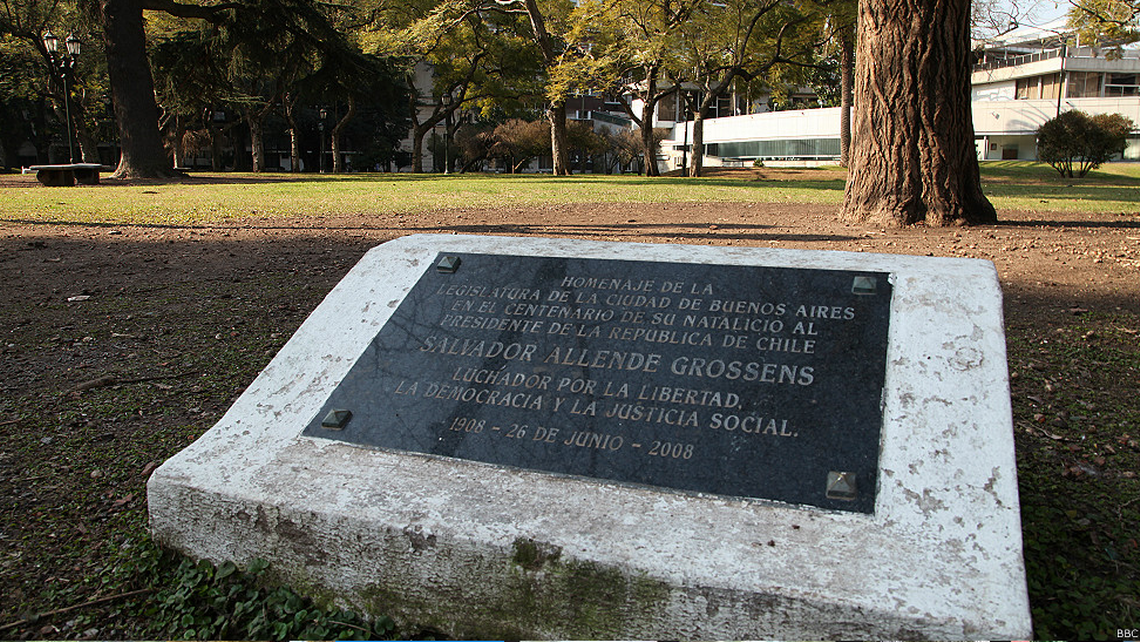 HOMENAJE DE LA
LEGISLATURA DE LA CIUDAD DE BUENOS AIRES
EN EL CENTENARIO DE SU NATALICIO AL
PRESIDENTE DE LA REPUBLICA DE CHILE
SALVADOR ALLENDE GROSSENS
LUCHADOR POR LA LIBERTAD,
LA DEMOCRACIA Y LA JUSTICIA SOCIAL.
1908 - 26 DE JUNIO - 2008
BBC